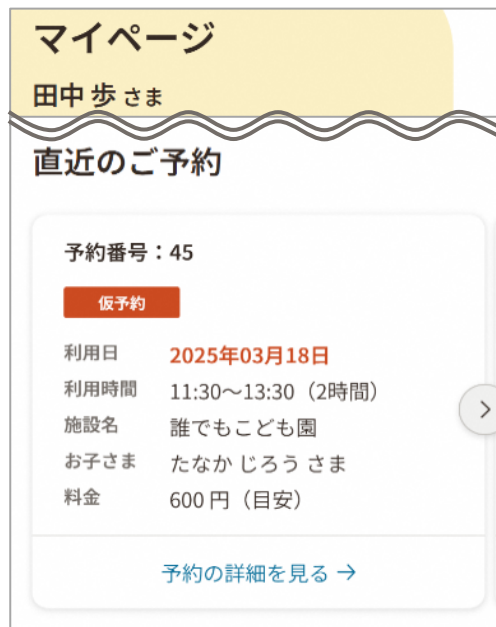 マイページ
田中 歩 さま
直近のご予約
予約番号：45
仮予約
利用日 2025年03月18日
利用時間 11:30～13:30（2時間）
施設名 誰でもこども園
お子さま たなか じろう さま
料金 600 円（目安）
予約の詳細を見る →